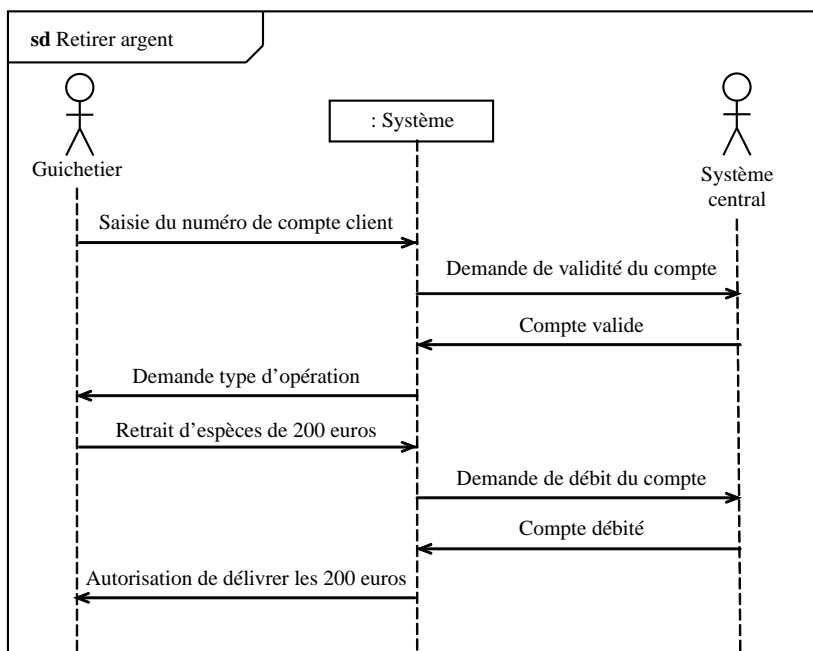 sd Retirer argent
: Système
Guichetier
Système
central
Saisie du numéro de compte client
Demande de validité du compte
Compte valide
Demande type d’opération
Retrait d’espèces de 200 euros
Demande de débit du compte
Compte débité
Autorisation de délivrer les 200 euros